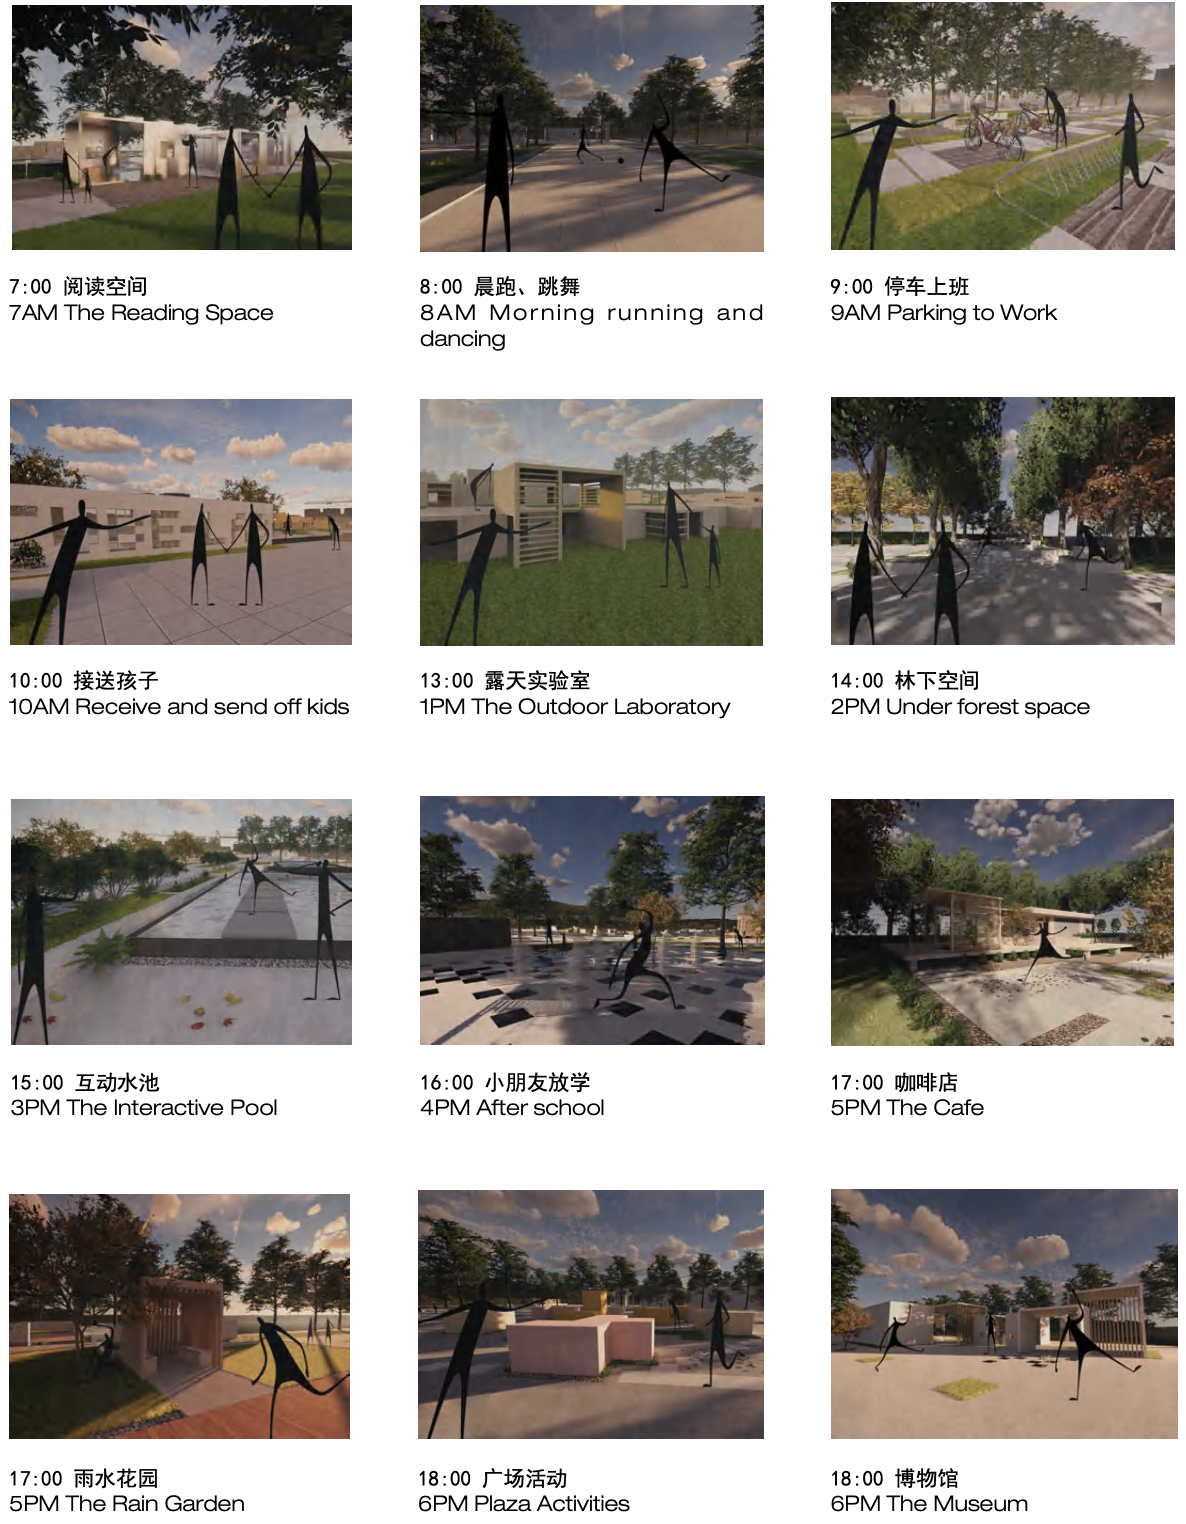 7:00 阅读空间
7AM The Reading Space
8:00 晨跑、跳舞
8AM Morning running and
dancing
9:00 停车上班
9AM Parking to Work
10:00 接送孩子
10AM Receive and send off kids
13:00 露天实验室
1PM The Outdoor Laboratory
14:00 林下空间
2PM Under forest space
15:00 互动水池
3PM The Interactive Pool
16:00 小朋友放学
4PM After school
17:00 咖啡店
5PM The Cafe
17:00 雨水花园
5PM The Rain Garden
18:00 广场活动
6PM Plaza Activities
18:00 博物馆
6PM The Museum